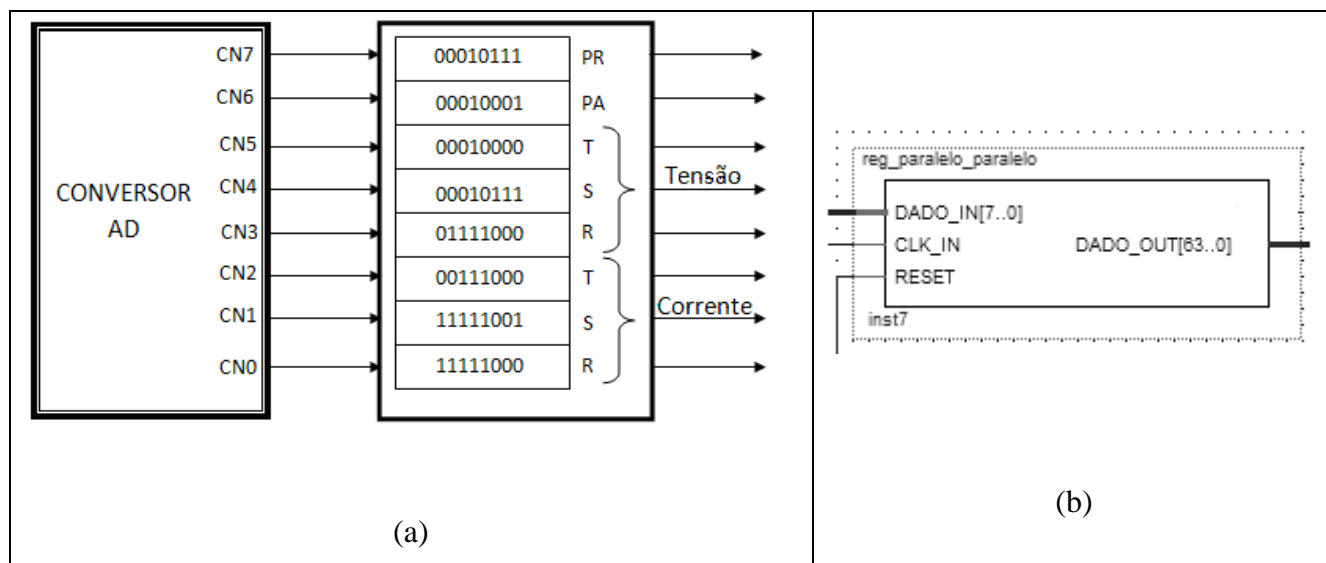 CN7 00010111 PR
CN6 00010001 PA
CN5 00010000 T
CONVERSOR AD CN4 00010111 S Tensão
CN3 01111000 R
CN2 00111000 T
CN1 11111001 S Corrente
CN0 11111000 R
(a)
reg_paralelo_paralelo
DADO_IN[7..0]
CLK_IN DADO_OUT[63..0]
RESET
inst7
(b)